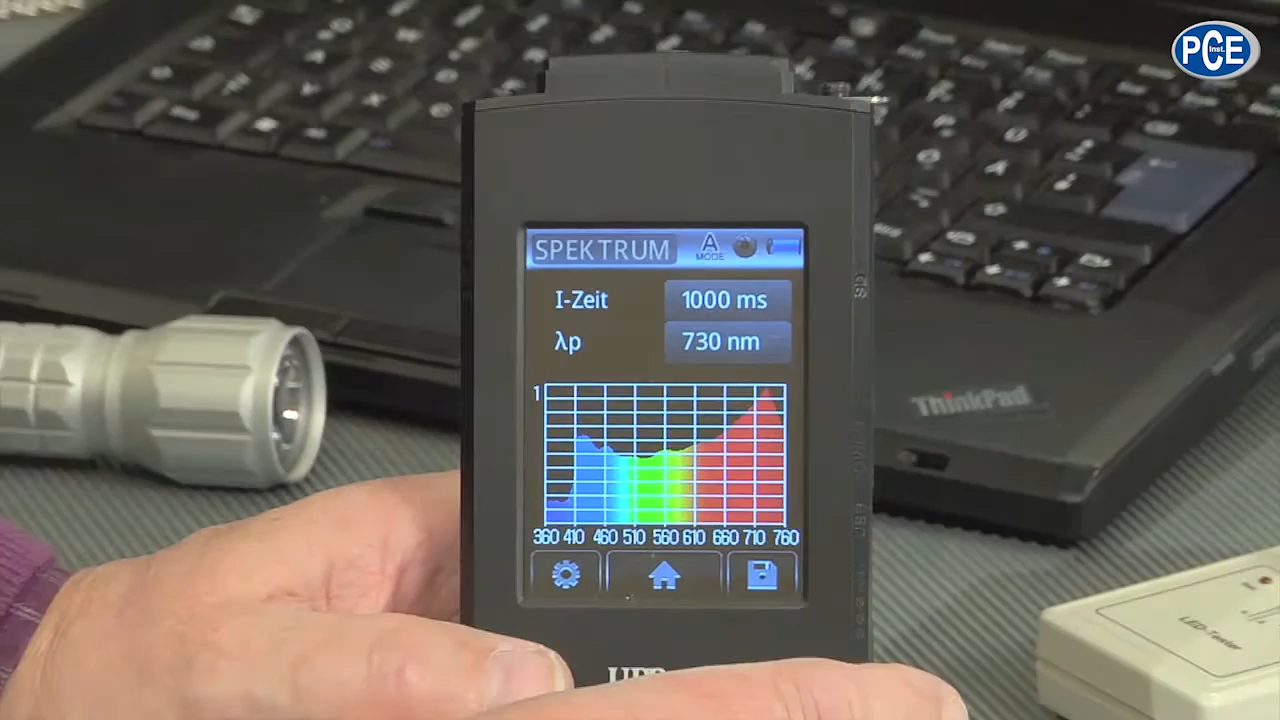 PCE
Inst.
SPEKTRUM
A
MODE
I-Zeit 1000 ms
λp 730 nm
1
360 410 460 510 560 610 660 710 760
SD
ThinkPad
LED-Tester